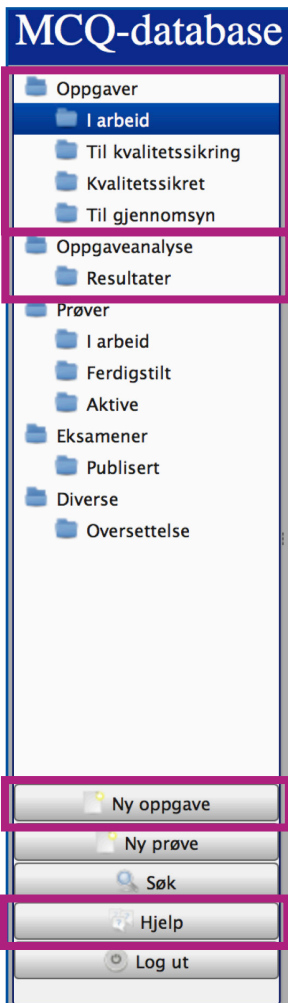 MCQ-database
Oppgaver
I arbeid
Til kvalitetssikring
Kvalitetssikret
Til gjennomsyn
Oppgaveanalyse
Resultater
Prøver
I arbeid
Ferdigstilt
Aktive
Eksamener
Publisert
Diverse
Oversettelse
Ny oppgave
Ny prøve
Søk
Hjelp
Log ut